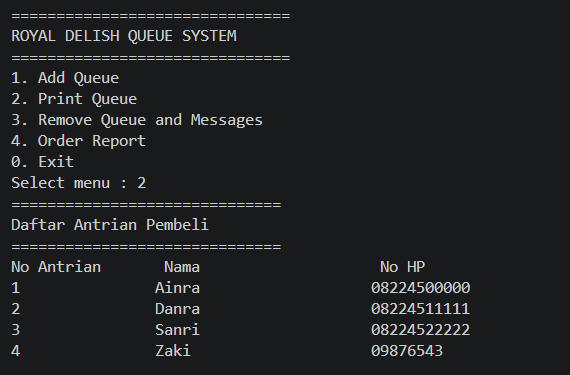 ===============================
ROYAL DELISH QUEUE SYSTEM
===============================
1. Add Queue
2. Print Queue
3. Remove Queue and Messages
4. Order Report
0. Exit
Select menu : 2
==============================
Daftar Antrian Pembeli
==============================
No Antrian       Nama                    No HP
1               Ainra                   08224500000
2               Danra                   08224511111
3               Sanri                   08224522222
4               Zaki                    09876543